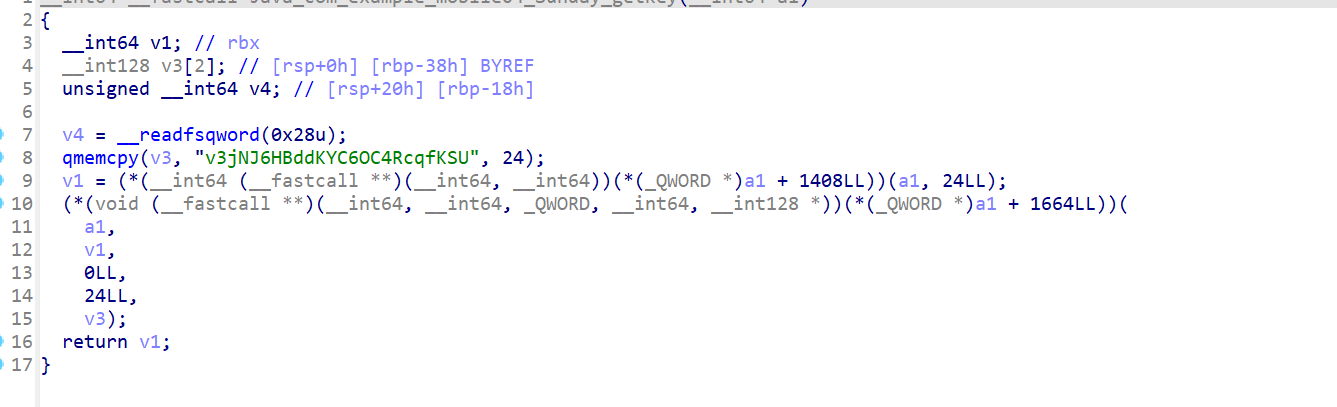 2 {
3 __int64 v1; // rbx
4 __int128 v3[2]; // [rsp+0h] [rbp-38h] BYREF
5 unsigned __int64 v4; // [rsp+20h] [rbp-18h]
6
7 v4 = __readfsqword(0x28u);
8 qmemcpy(v3, "v3jNJ6HBddKYC6OC4RcqfKSU", 24);
9 v1 = (*(__int64 (__fastcall **)(__int64, __int64))(*(_QWORD *)a1 + 1408LL))(a1, 24LL);
10 (*(void (__fastcall **)(__int64, __int64, _QWORD, __int64, __int128 *))(*(_QWORD *)a1 + 1664LL))(
11 a1,
12 v1,
13 0LL,
14 24LL,
15 v3);
16 return v1;
17 }